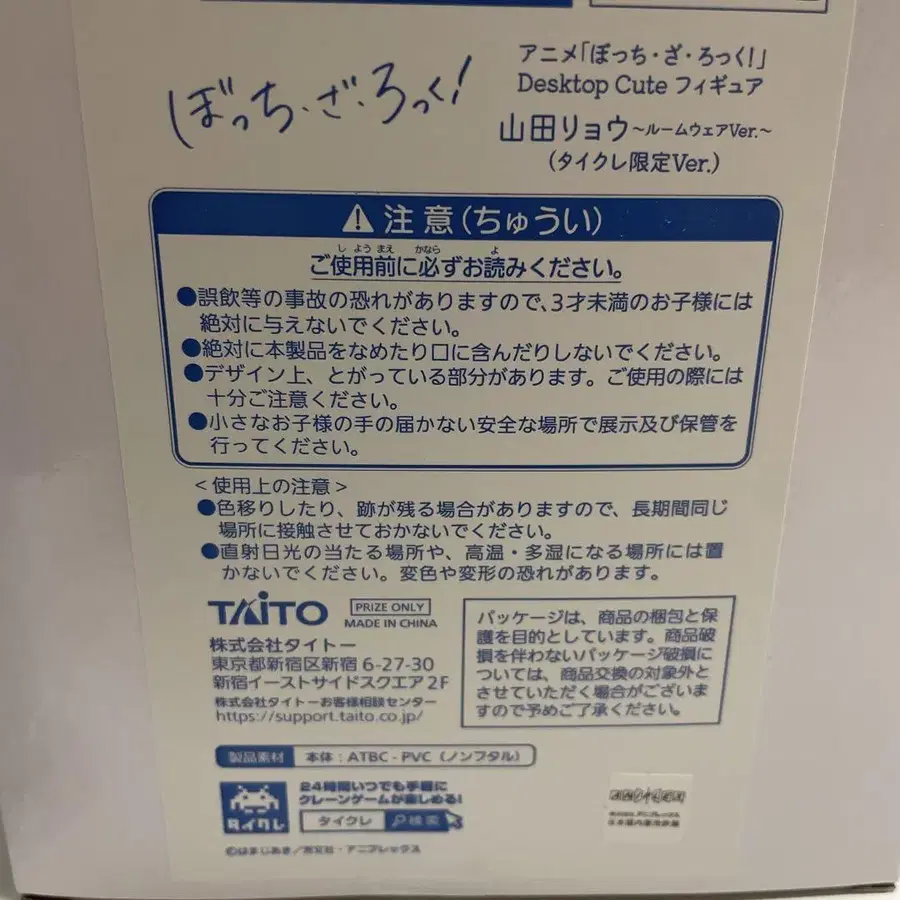 ぼっち・ざ・ろっく!
アニメ「ぼっち・ざ・ろっく!」
Desktop Cute フィギュア
山田リョウ~ルームウェアVer.~
(タイクレ限定Ver.)
⚠注意(ちゅうい)
しようまえ かなら よ
ご使用前に必ずお読みください。
●誤飲等の事故の恐れがありますので、3才未満のお子様には
絶対に与えないでください。
●絶対に本製品をなめたり口に含んだりしないでください。
●デザイン上、とがっている部分があります。ご使用の際には
十分ご注意ください。
●小さなお子様の手の届かない安全な場所で展示及び保管を
行ってください。
<使用上の注意>
●色移りしたり、跡が残る場合がありますので、長期間同じ
場所に接触させておかないでください。
●直射日光の当たる場所や、高温・多湿になる場所には置
かないでください。変色や変形の恐れがあります。
TAITO
PRIZE ONLY
MADE IN CHINA
株式会社タイトー
東京都新宿区新宿 6-27-30
新宿イーストサイドスクエア 2F
株式会社タイトーお客様相談センター
https://support.taito.co.jp/
パッケージは、商品の梱包と保
護を目的としています。商品破
損を伴わないパッケージ破損に
ついては、商品交換の対象外と
させていただく場合がございま
すので予めご了承ください。
製品素材 本体:ATBC-PVC(ノンフタル)
タイクレ
24時間いつでも手軽に
クレーンゲームが楽しめる!
タイクレ 検索
©はまじあき/芳文社・アニプレックス